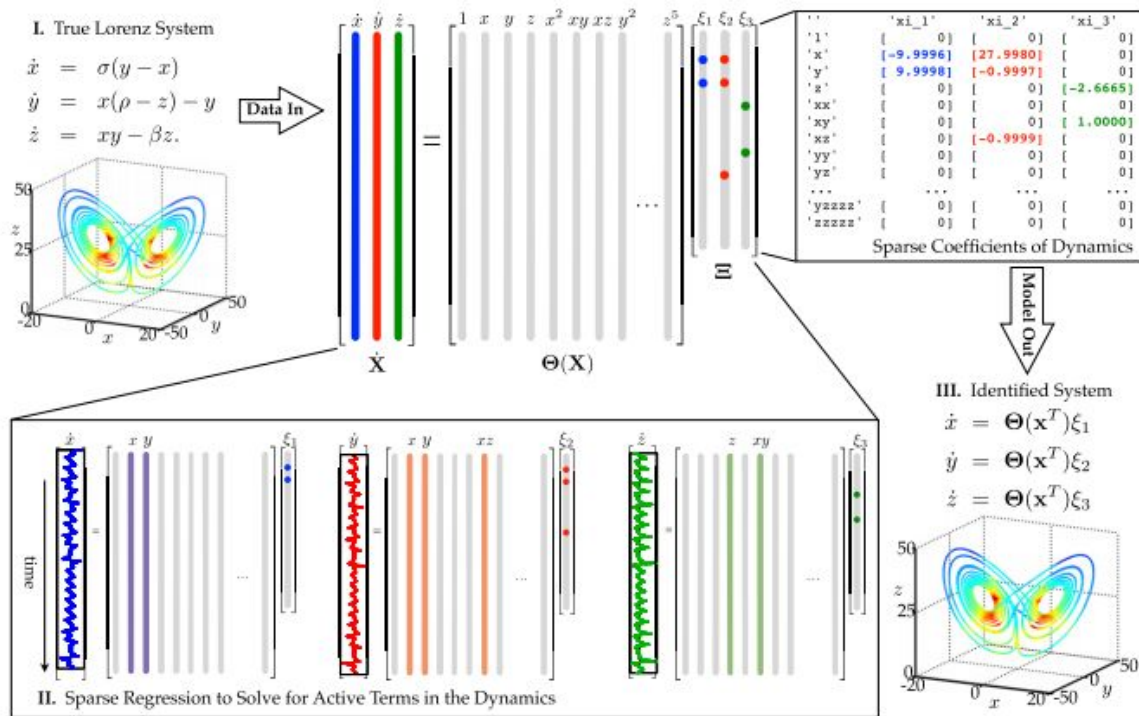 I. True Lorenz System
ẋ = σ(y − x)
ẏ = x(ρ − z) − y
ż = xy − βz.
50
25
0
z
-20
0
20
x
-50
0
50
y
Data In
ẋ ẏ ż
Ẋ
=
1 x y z x² xy xz y² z⁵
...
Θ(X)
ξ₁ ξ₂ ξ₃
Ξ
'' 'xi_1' 'xi_2' 'xi_3'
'1' [ 0] [ 0] [ 0]
'x' [-9.9996] [27.9980] [ 0]
'y' [ 9.9998] [-0.9997] [ 0]
'z' [ 0] [ 0] [-2.6665]
'xx' [ 0] [ 0] [ 0]
'xy' [ 0] [ 0] [ 1.0000]
'xz' [ 0] [-0.9999] [ 0]
'yy' [ 0] [ 0] [ 0]
'yz' [ 0] [ 0] [ 0]
... ... ... ...
'yzzzz' [ 0] [ 0] [ 0]
'zzzzz' [ 0] [ 0] [ 0]
Sparse Coefficients of Dynamics
Model Out
III. Identified System
ẋ = Θ(xᵀ)ξ₁
ẏ = Θ(xᵀ)ξ₂
ż = Θ(xᵀ)ξ₃
50
25
0
z
-20
0
20
x
-50
0
50
y
time
ẋ = x y ... ξ₁
ẏ = x y xz ... ξ₂
ż = z xy ... ξ₃
II. Sparse Regression to Solve for Active Terms in the Dynamics